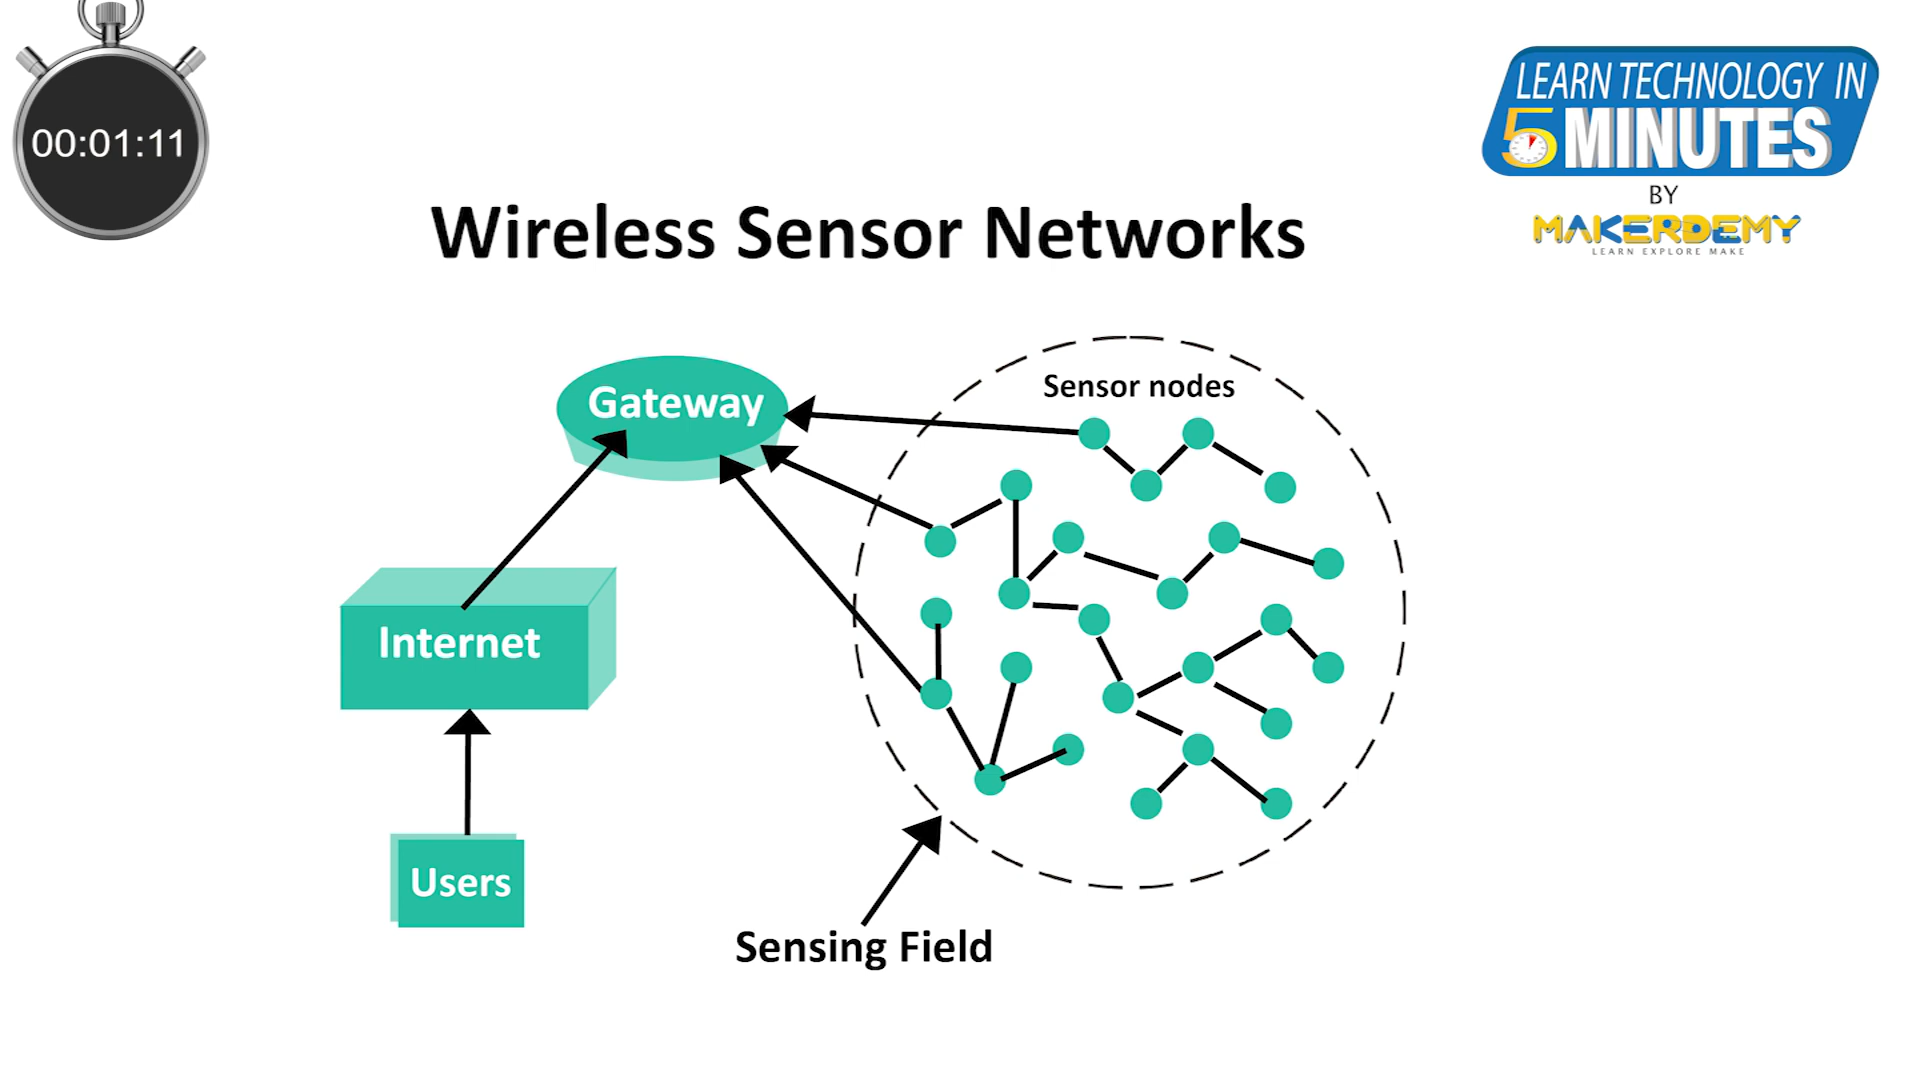 00:01:11
LEARN TECHNOLOGY IN
5 MINUTES
BY
MAKERDEMY
LEARN EXPLORE MAKE
Wireless Sensor Networks
Gateway
Sensor nodes
Internet
Users
Sensing Field